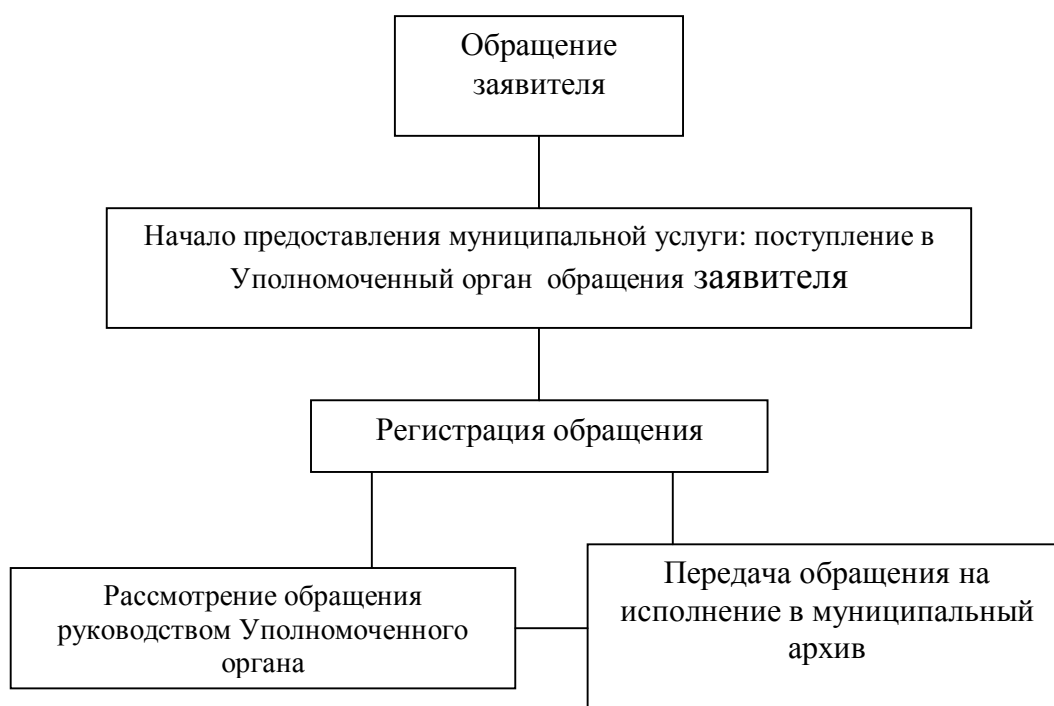 Обращение
заявителя
Начало предоставления муниципальной услуги: поступление в
Уполномоченный орган обращения заявителя
Регистрация обращения
Рассмотрение обращения
руководством Уполномоченного
органа
Передача обращения на
исполнение в муниципальный
архив